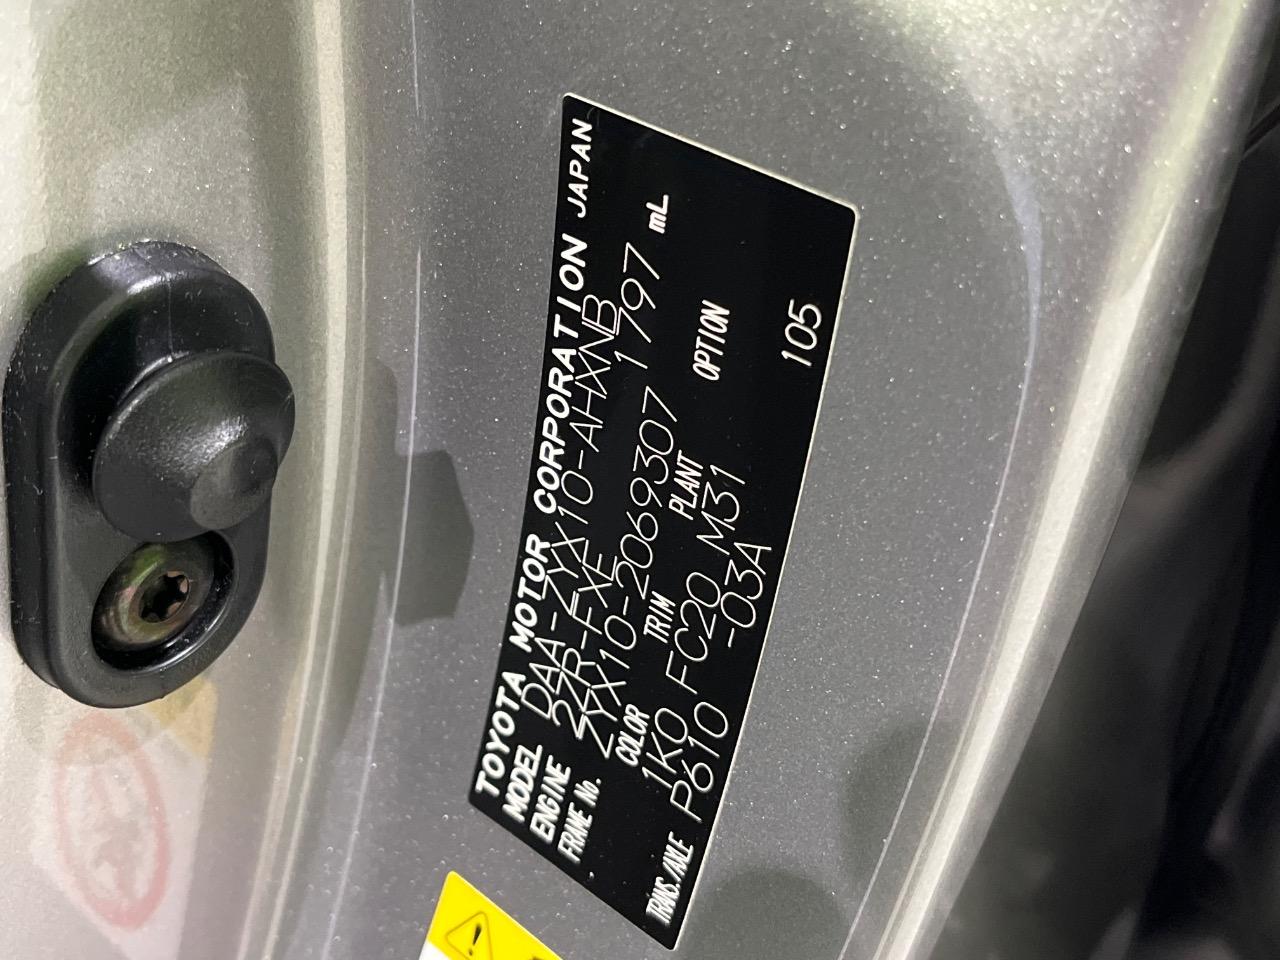 TOYOTA MOTOR CORPORATION JAPAN
MODEL DAA-ZYX10-AHXNB
ENGINE 2ZR-FXE 1797 mL
FRAME No. ZYX10-2069307
COLOR TRIM PLANT OPTION
1K0 FC20 M31
TRANS./AXLE P610 -03A 105